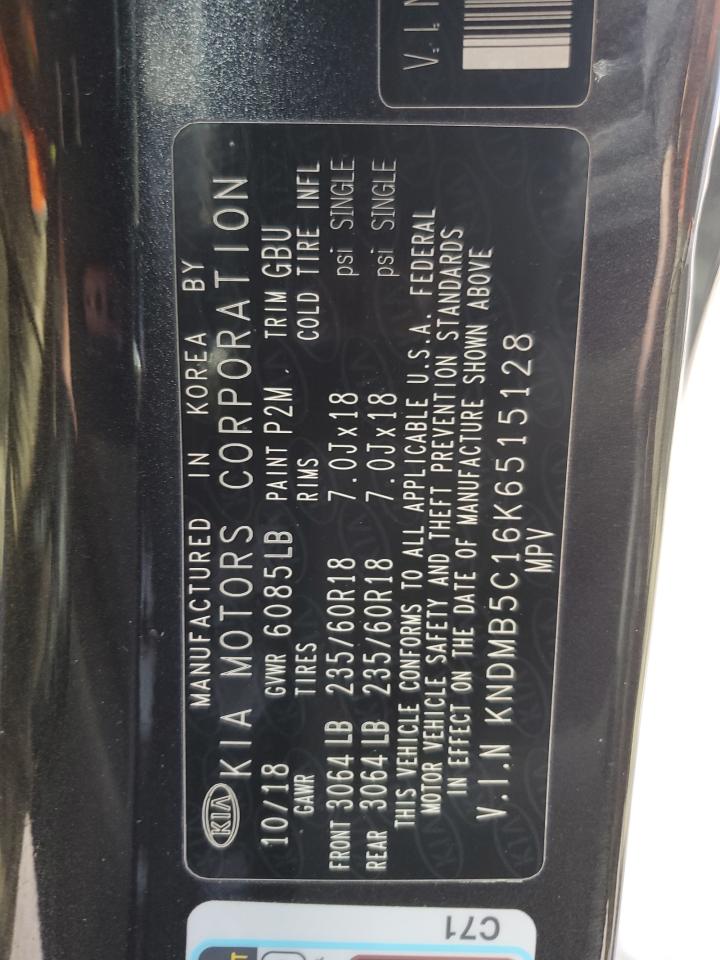 V.I.N
MANUFACTURED IN KOREA BY
KIA KIA MOTORS CORPORATION
10/18 GVWR 6085LB PAINT P2M. TRIM GBU
GAWR TIRES RIMS COLD TIRE INFL
FRONT 3064 LB 235/60R18 7.0Jx18 psi SINGLE
REAR 3064 LB 235/60R18 7.0Jx18 psi SINGLE
THIS VEHICLE CONFORMS TO ALL APPLICABLE U.S.A. FEDERAL
MOTOR VEHICLE SAFETY AND THEFT PREVENTION STANDARDS
IN EFFECT ON THE DATE OF MANUFACTURE SHOWN ABOVE
V.I.N KNDMB5C16K6515128
MPV
C71